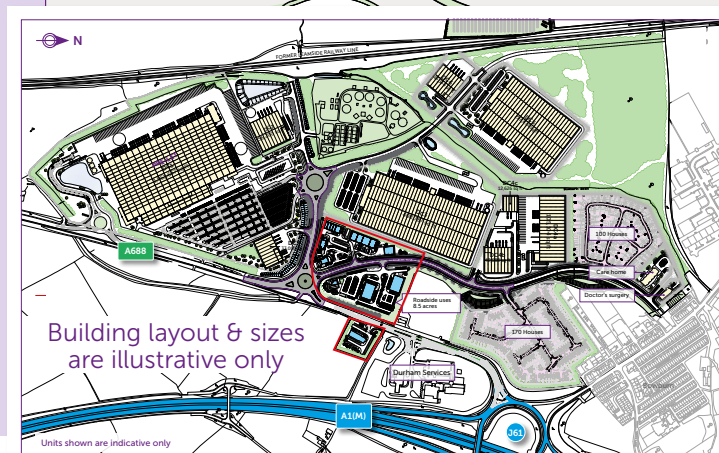 N
FORMER LEAMSIDE RAILWAY LINE
100 Houses
Care home
Doctor's surgery
A688
Roadside uses
8.5 acres
170 Houses
Building layout & sizes
are illustrative only
Durham Services
Bowburn
A1(M)
J61
Units shown are indicative only